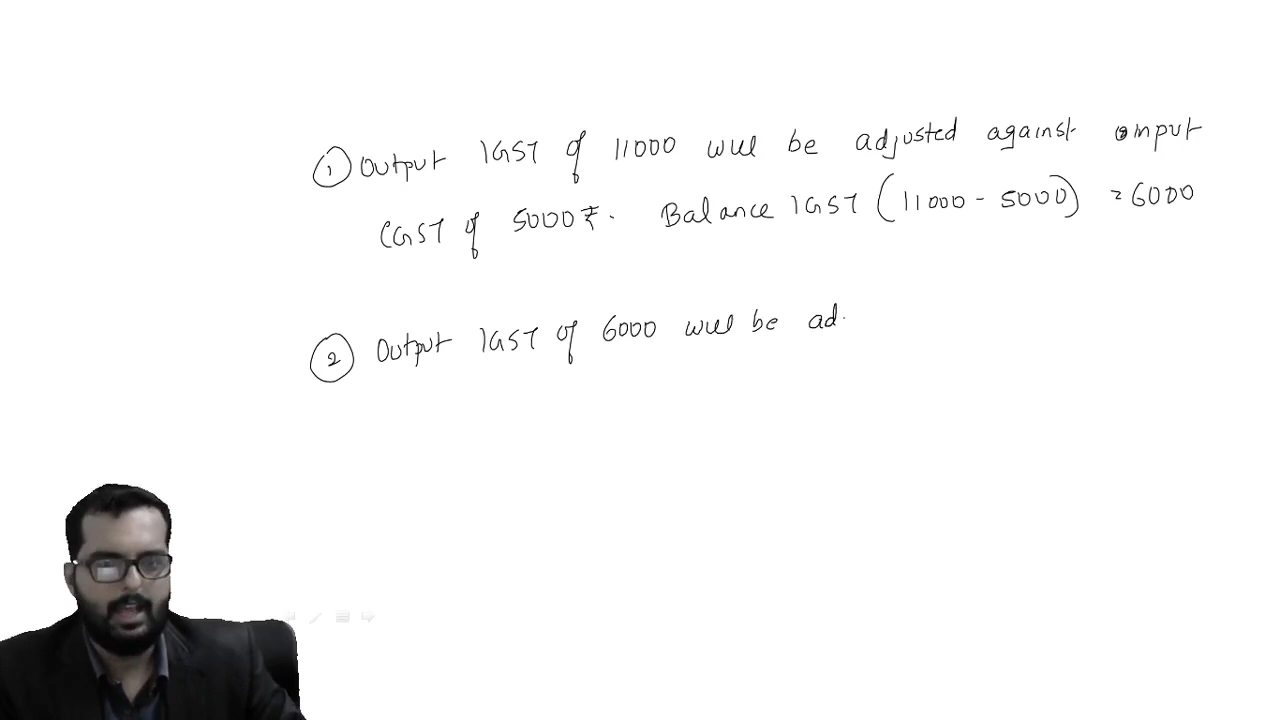 ① Output IGST of 11000 will be adjusted against input
CGST of 5000 ₹. Balance IGST (11000 - 5000) = 6000
② Output IGST of 6000 will be ad.